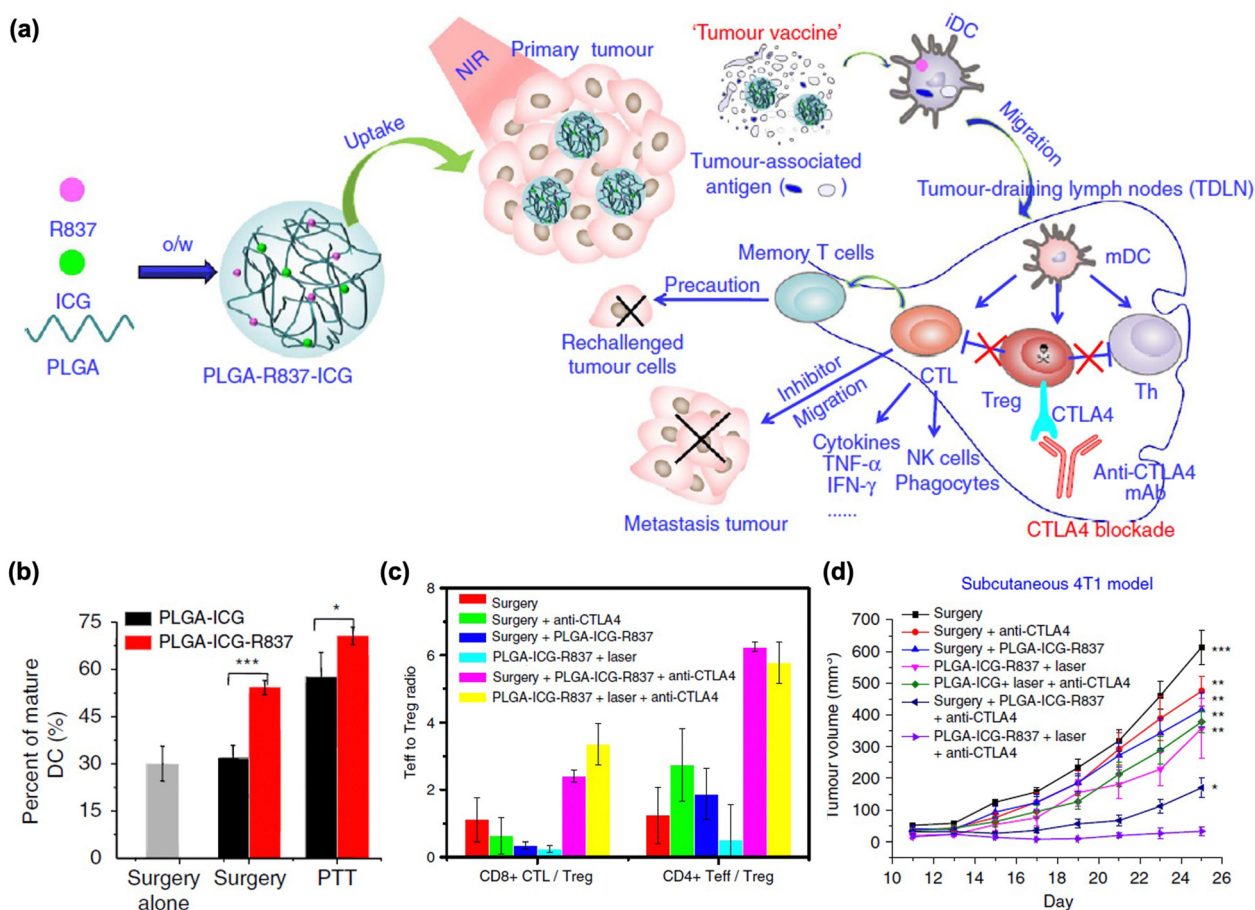 (a)
NIR
Primary tumour
'Tumour vaccine'
iDC
Uptake
Migration
Tumour-associated
antigen ( )
Tumour-draining lymph nodes (TDLN)
R837
ICG
PLGA
o/w
PLGA-R837-ICG
mDC
Memory T cells
Precaution
Rechallenged
tumour cells
CTL
Treg
Th
Inhibitor
Migration
CTLA4
Cytokines
TNF-α
IFN-γ
......
NK cells
Phagocytes
Anti-CTLA4
mAb
Metastasis tumour
CTLA4 blockade
(b)
Percent of mature
DC (%)
75
60
45
30
15
0
PLGA-ICG
PLGA-ICG-R837
***
*
Surgery
alone
Surgery
PTT
(c)
Teff to Treg radio
8
6
4
2
0
Surgery
Surgery + anti-CTLA4
Surgery + PLGA-ICG-R837
PLGA-ICG-R837 + laser
Surgery + PLGA-ICG-R837 + anti-CTLA4
PLGA-ICG-R837 + laser + anti-CTLA4
CD8+ CTL / Treg
CD4+ Teff / Treg
(d)
Subcutaneous 4T1 model
Tumour volume (mm³)
700
600
500
400
300
200
100
0
Surgery
Surgery + anti-CTLA4
Surgery + PLGA-ICG-R837
PLGA-ICG-R837 + laser
PLGA-ICG+ laser + anti-CTLA4
Surgery + PLGA-ICG-R837
+ anti-CTLA4
PLGA-ICG-R837 + laser
+ anti-CTLA4
***
**
**
**
**
*
10 12 14 16 18 20 22 24 26
Day